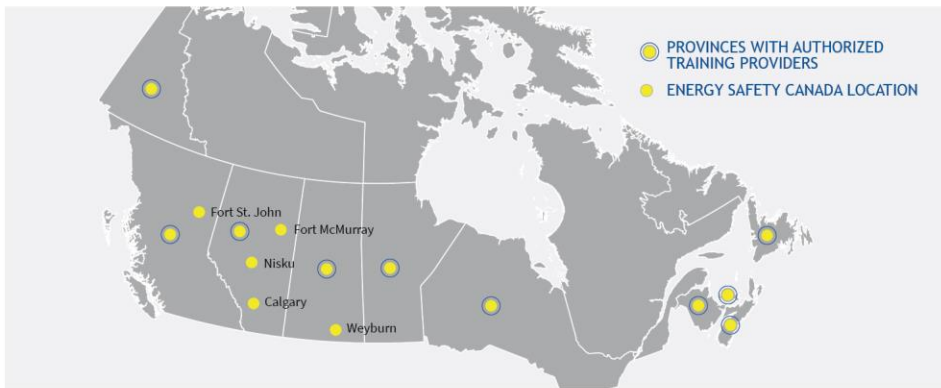 PROVINCES WITH AUTHORIZED
TRAINING PROVIDERS
ENERGY SAFETY CANADA LOCATION
Fort St. John
Fort McMurray
Nisku
Calgary
Weyburn